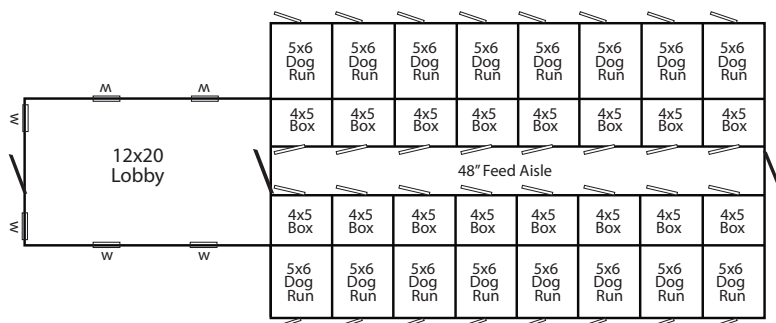 5x6 5x6 5x6 5x6 5x6 5x6 5x6 5x6
Dog Dog Dog Dog Dog Dog Dog Dog
Run Run Run Run Run Run Run Run
W W
4x5 4x5 4x5 4x5 4x5 4x5 4x5 4x5
Box Box Box Box Box Box Box Box
W
12x20
Lobby
48" Feed Aisle
W
4x5 4x5 4x5 4x5 4x5 4x5 4x5 4x5
Box Box Box Box Box Box Box Box
W W
5x6 5x6 5x6 5x6 5x6 5x6 5x6 5x6
Dog Dog Dog Dog Dog Dog Dog Dog
Run Run Run Run Run Run Run Run